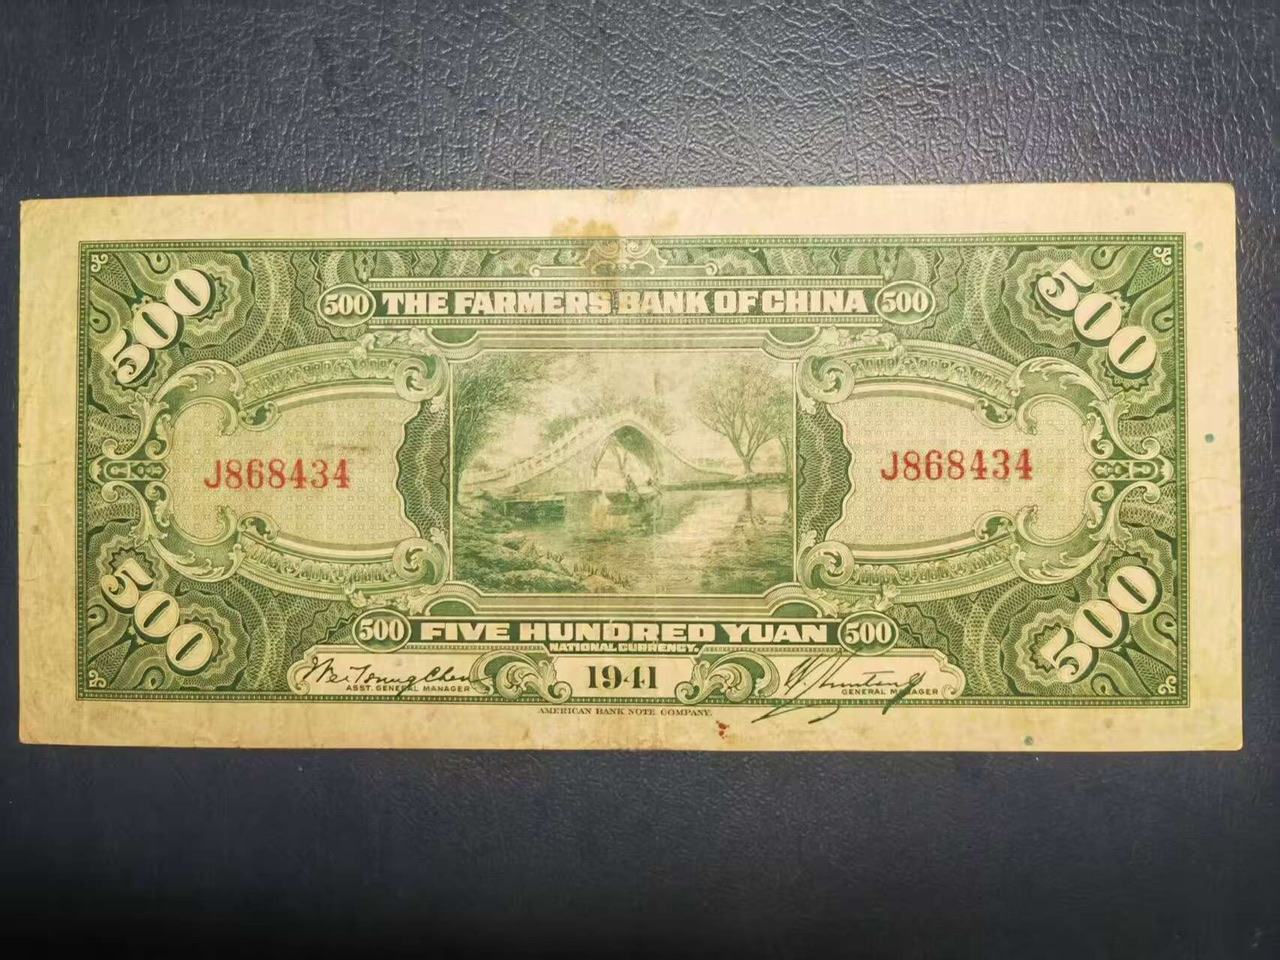 500 500
500 THE FARMERS BANK OF CHINA 500
J868434 J868434
500 500
500 FIVE HUNDRED YUAN 500
NATIONAL CURRENCY.
ASST. GENERAL MANAGER 1941 GENERAL MANAGER
AMERICAN BANK NOTE COMPANY.